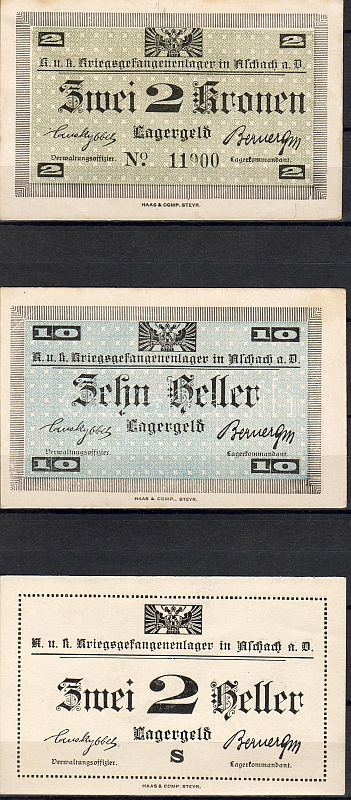 2 2
K. u. k. Kriegsgefangenenlager in Aschach a. D.
Zwei 2 Kronen
Lagergeld
Verwaltungsoffizier. No. 11900 Lagerkommandant.
2 2
HAAS & COMP. STEYR.
10 10
K. u. k. Kriegsgefangenenlager in Aschach a. D.
Zehn Heller
Lagergeld
Verwaltungsoffizier. Lagerkommandant.
10 10
HAAS & COMP., STEYR.
K. u. k. Kriegsgefangenenlager in Aschach a. D.
Zwei 2 Heller
Lagergeld
S
Verwaltungsoffizier. Lagerkommandant.
HAAS & COMP. STEYR.